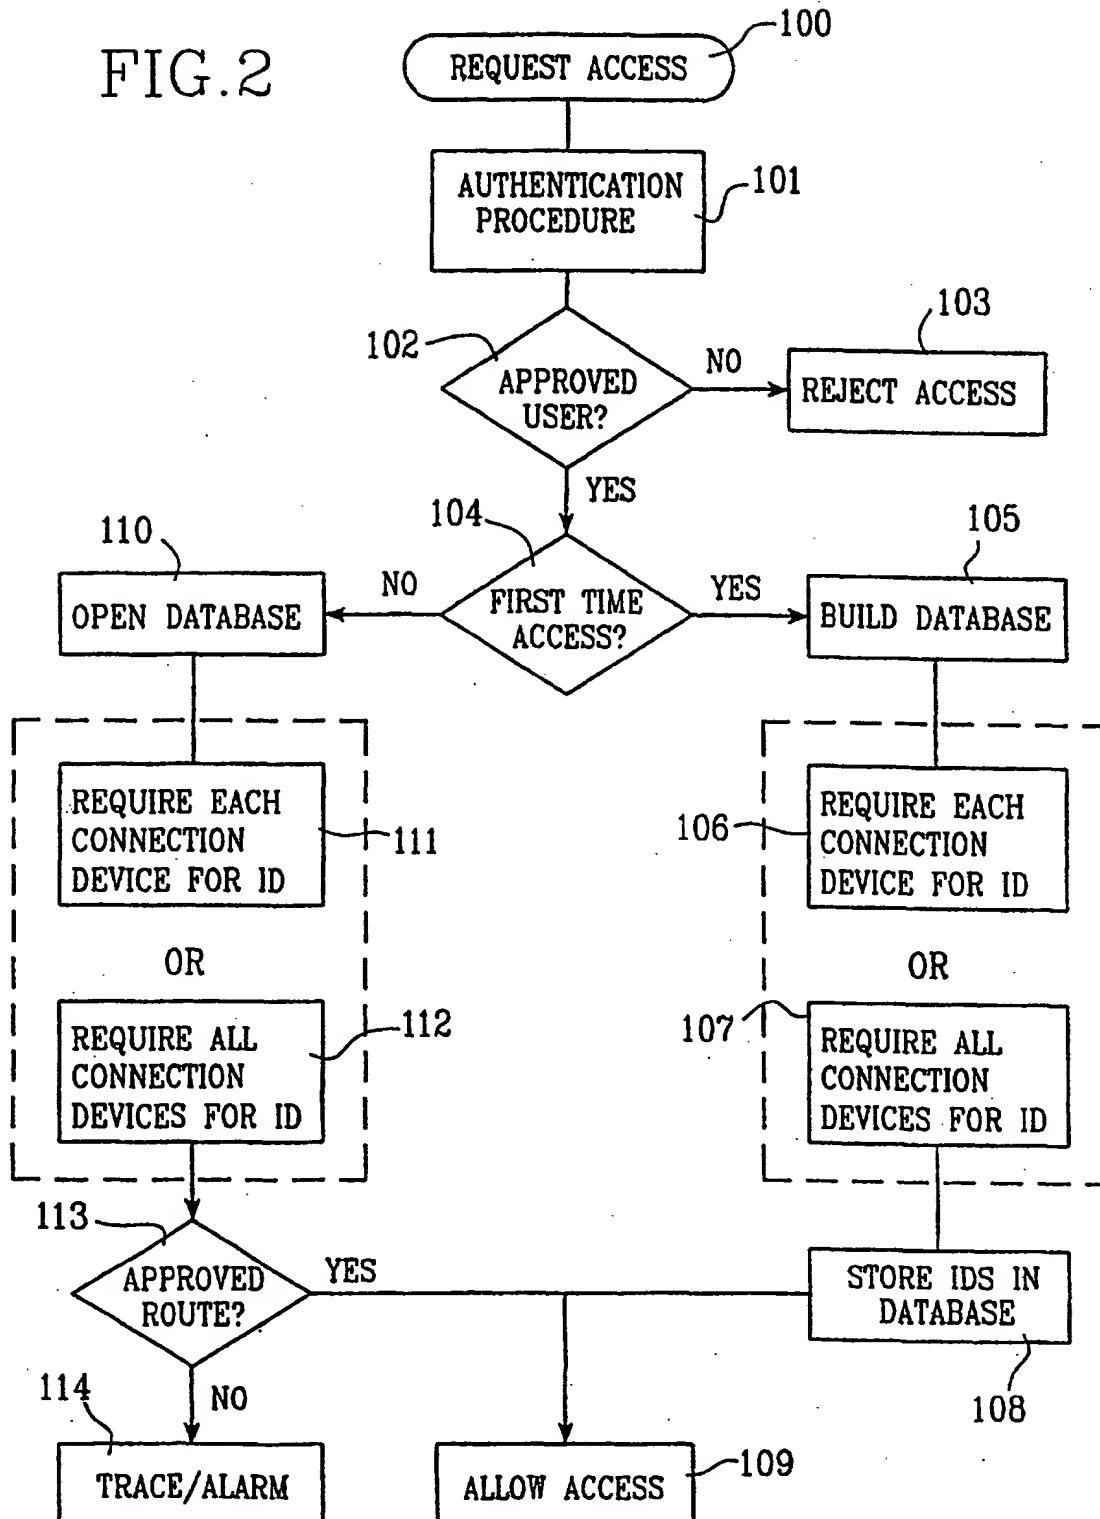 FIG.2
100
REQUEST ACCESS
AUTHENTICATION
PROCEDURE
101
102
APPROVED
USER?
NO
103
REJECT ACCESS
YES
104
FIRST TIME
ACCESS?
NO
YES
110
OPEN DATABASE
105
BUILD DATABASE
REQUIRE EACH
CONNECTION
DEVICE FOR ID
111
OR
REQUIRE ALL
CONNECTION
DEVICES FOR ID
112
106
REQUIRE EACH
CONNECTION
DEVICE FOR ID
OR
107
REQUIRE ALL
CONNECTION
DEVICES FOR ID
113
APPROVED
ROUTE?
YES
STORE IDS IN
DATABASE
108
NO
114
TRACE/ALARM
ALLOW ACCESS
109